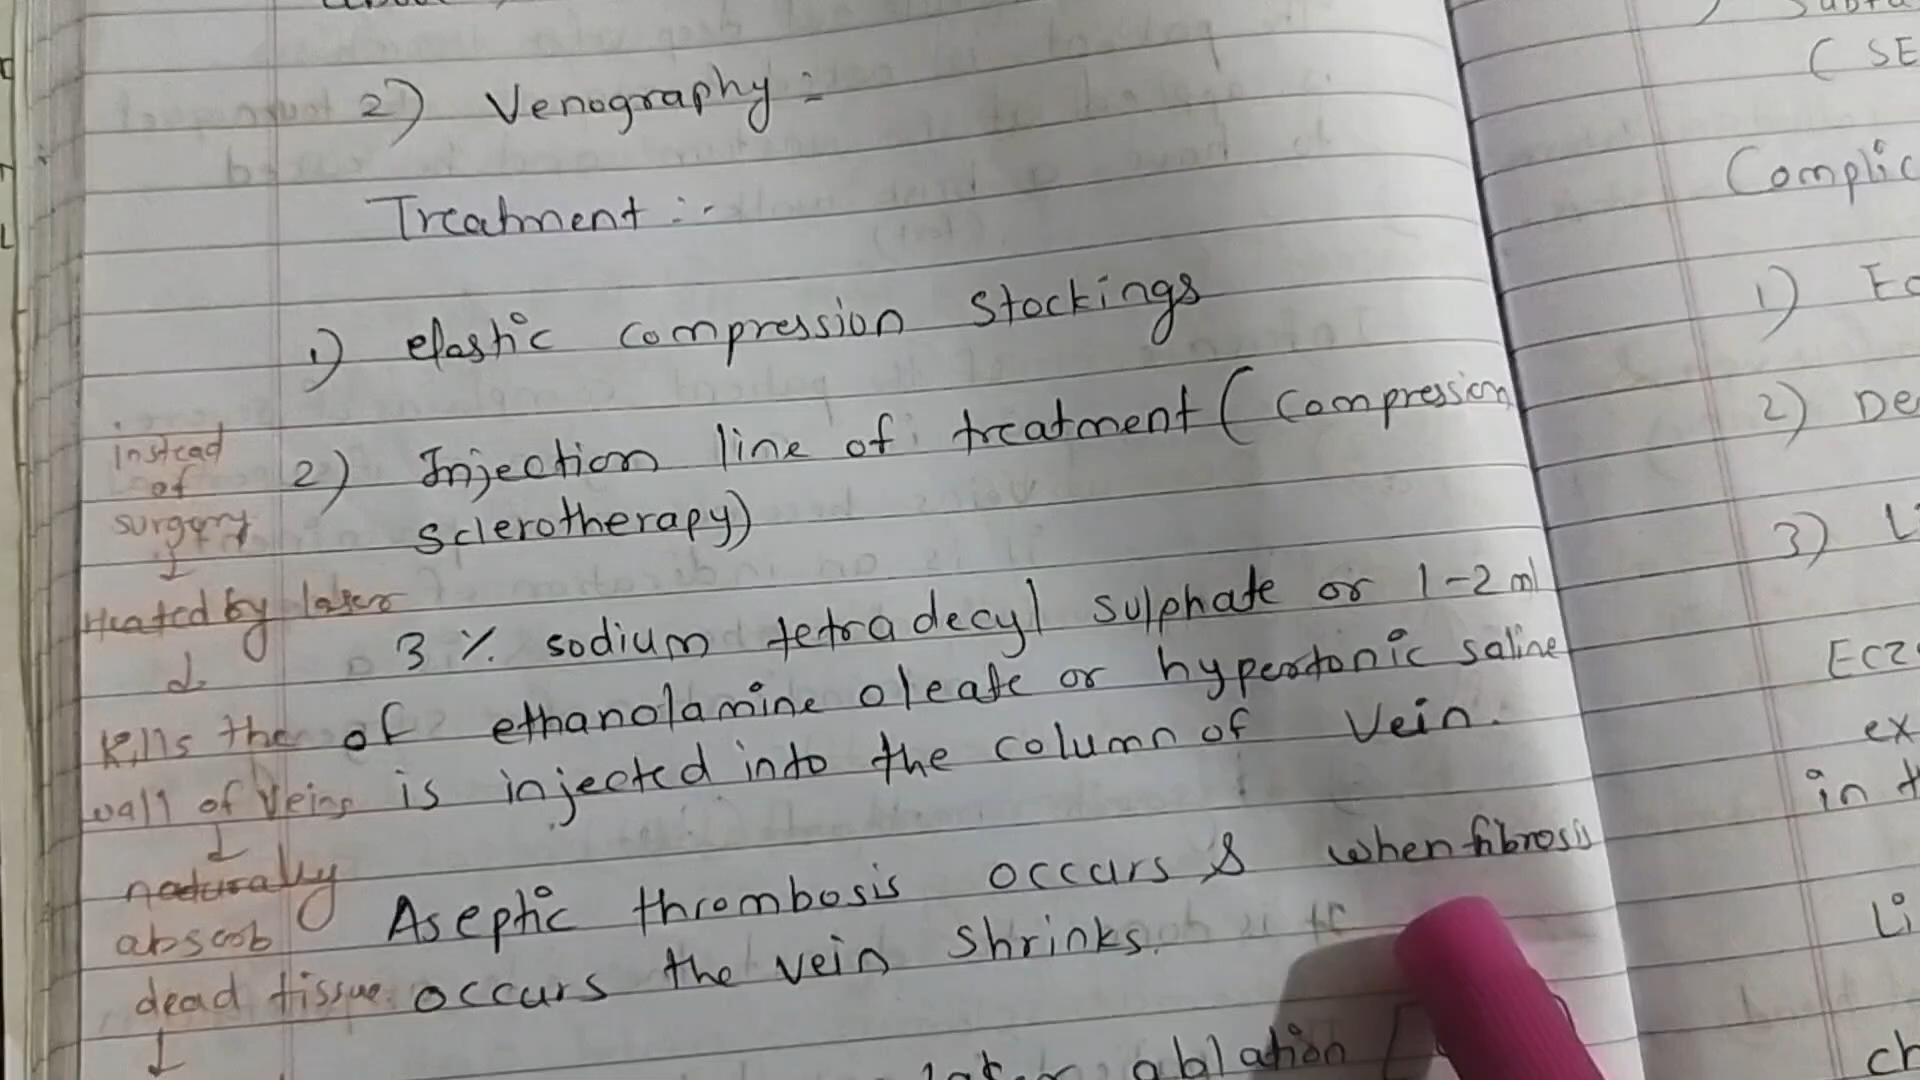 2) Venography :-
Treatment :-
1) elastic compression stockings
2) Injection line of treatment (compression
sclerotherapy)
3 % sodium tetradecyl sulphate or 1-2 ml
of ethanolamine oleate or hypertonic saline
is injected into the column of vein.
Aseptic thrombosis occurs & when fibrosis
occurs the vein shrinks.
ablation
instead
of
surgery
↓
Heated by laser
↓
kills the
wall of veins
↓
naturally
absorb
dead tissue
↓
(SE
Complic
1)
2) De
3) L
Ecz
ex
in t
Li
ch